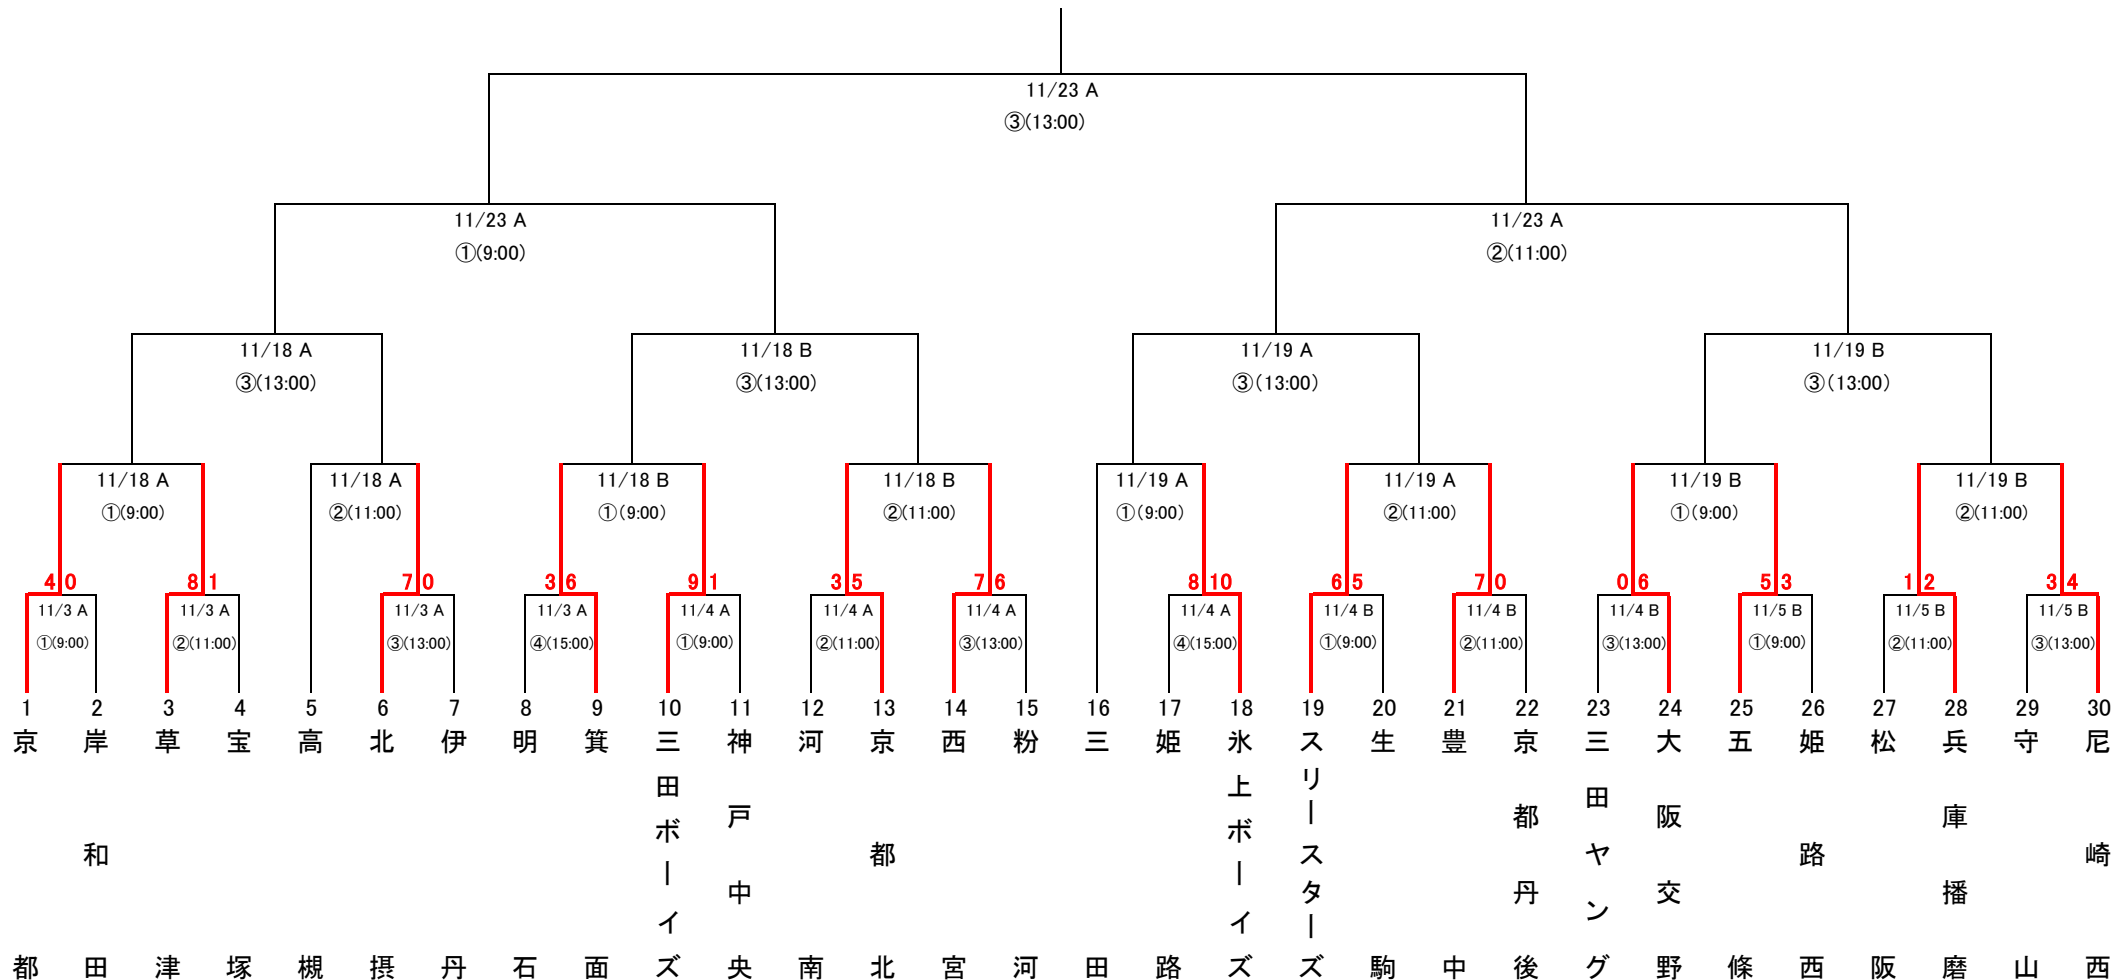 11/23 A
③(13:00)
11/23 A
11/23 A
①(9:00)
②(11:00)
11/18 A
11/18 B
11/19 A
11/19 B
③(13:00)
③(13:00)
③(13:00)
③(13:00)
11/18 A
11/18 A
11/18 B
11/18 B
11/19 A
11/19 A
11/19 B
11/19 B
①(9:00)
②(11:00)
①(9:00)
②(11:00)
①(9:00)
②(11:00)
①(9:00)
②(11:00)
4 0
8 1
7 0
3 6
9 1
3 5
7 6
8 10
6 5
7 0
0 6
5 3
1 2
3 4
11/3 A
11/3 A
11/3 A
11/3 A
11/4 A
11/4 A
11/4 A
11/4 A
11/4 B
11/4 B
11/4 B
11/5 B
11/5 B
11/5 B
①(9:00)
②(11:00)
③(13:00)
④(15:00)
①(9:00)
②(11:00)
③(13:00)
④(15:00)
①(9:00)
②(11:00)
③(13:00)
①(9:00)
②(11:00)
③(13:00)
1
京都
2
岸和田
3
草津
4
宝塚
5
高槻
6
北摂
7
伊丹
8
明石
9
箕面
10
三田ボーイズ
11
神戸中央
12
河南
13
京都北
14
西宮
15
粉河
16
三田
17
姫路
18
氷上ボーイズ
19
スリースターズ
20
生駒
21
豊中
22
京都丹後
23
三田ヤング
24
大阪交野
25
五條
26
姫路西
27
松阪
28
兵庫播磨
29
守山
30
尼崎西